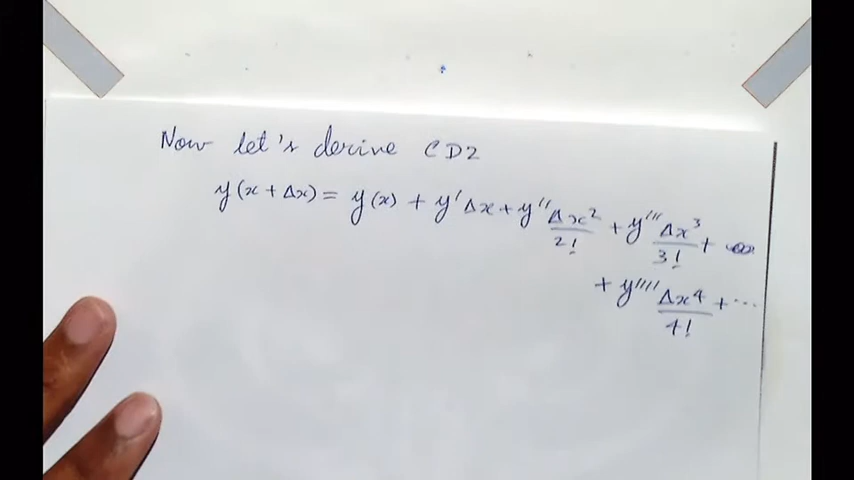 Now let's derive CD2
y(x + Δx) = y(x) + y' Δx + y'' Δx²/2! + y''' Δx³/3! +
+ y'''' Δx⁴/4! + ...